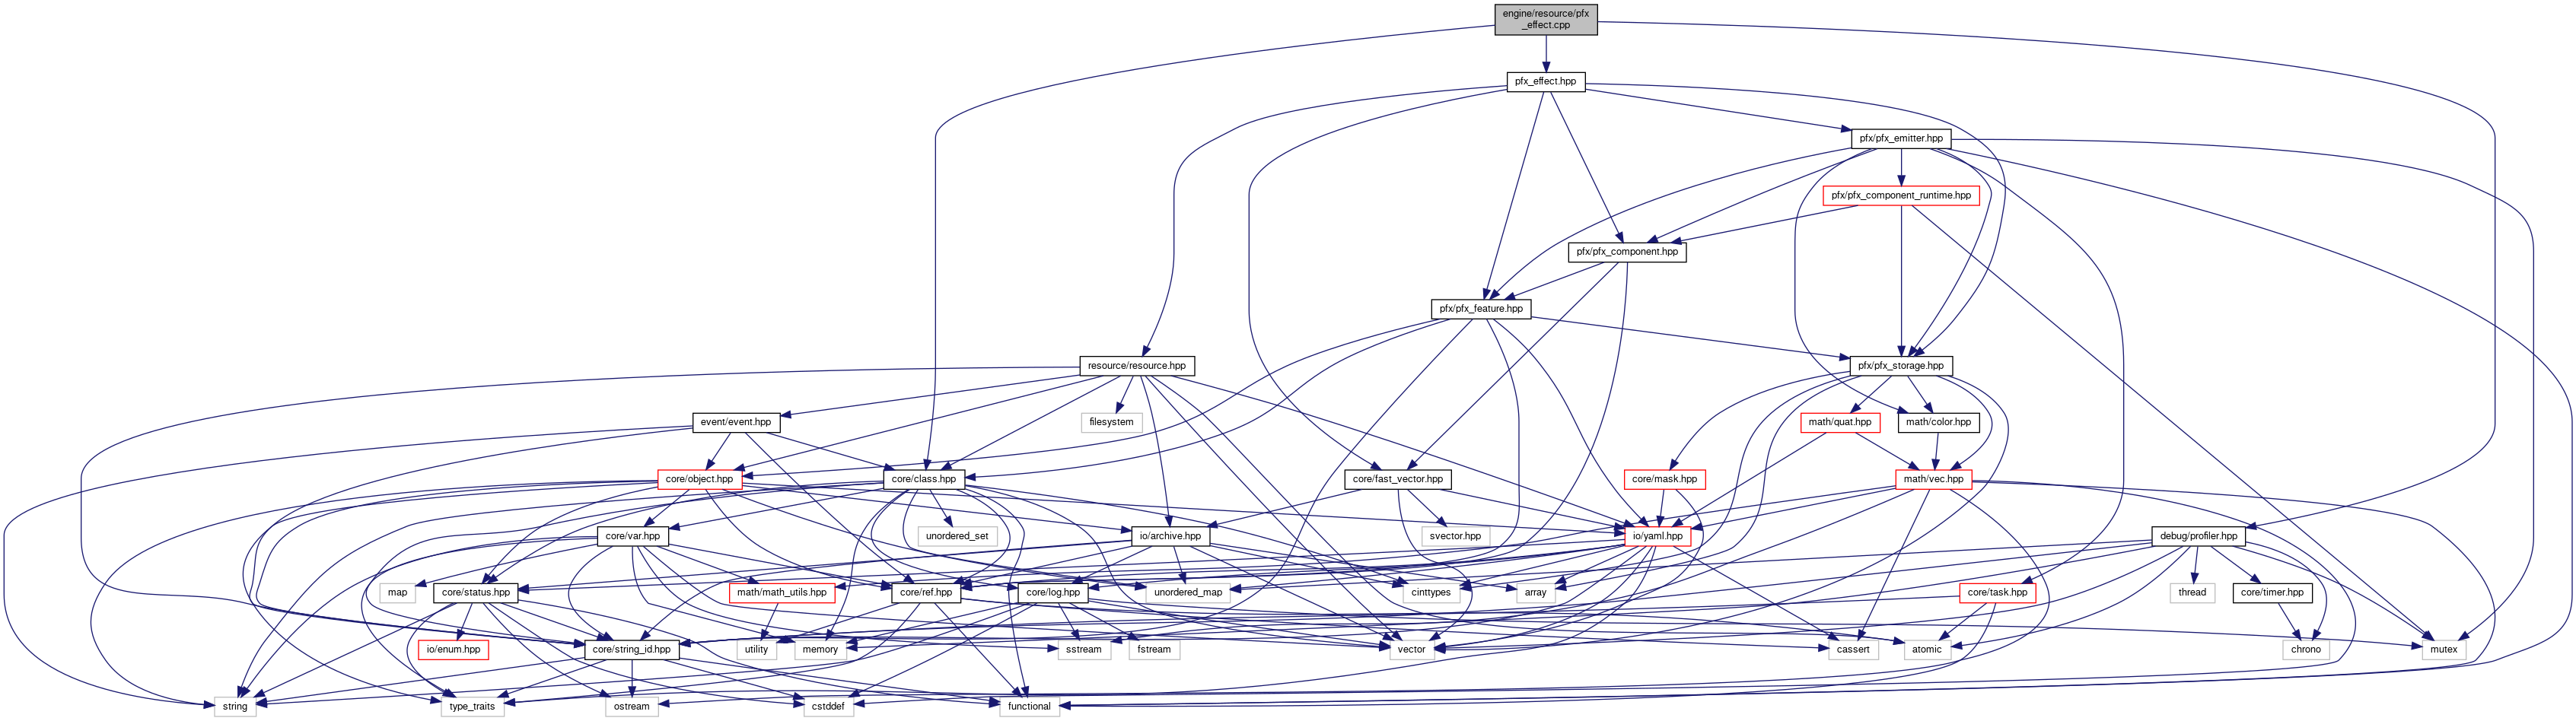 engine/resource/pfx
_effect.cpp
pfx_effect.hpp
pfx/pfx_emitter.hpp
pfx/pfx_component_runtime.hpp
pfx/pfx_component.hpp
pfx/pfx_feature.hpp
resource/resource.hpp
pfx/pfx_storage.hpp
event/event.hpp
filesystem
math/quat.hpp
math/color.hpp
core/object.hpp
core/class.hpp
core/fast_vector.hpp
core/mask.hpp
math/vec.hpp
core/var.hpp
unordered_set
io/archive.hpp
svector.hpp
io/yaml.hpp
debug/profiler.hpp
map
core/status.hpp
math/math_utils.hpp
core/ref.hpp
core/log.hpp
unordered_map
cinttypes
array
core/task.hpp
thread
core/timer.hpp
io/enum.hpp
core/string_id.hpp
utility
memory
sstream
fstream
vector
cassert
atomic
chrono
mutex
string
type_traits
ostream
cstddef
functional